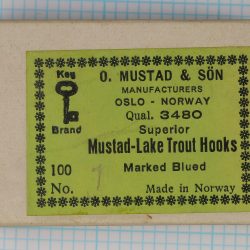 Key
Brand
O. MUSTAD & SÖN
MANUFACTURERS
OSLO - NORWAY
Qual. 3480
Superior
Mustad-Lake Trout Hooks
Marked Blued
100
No. 7
Made in Norway